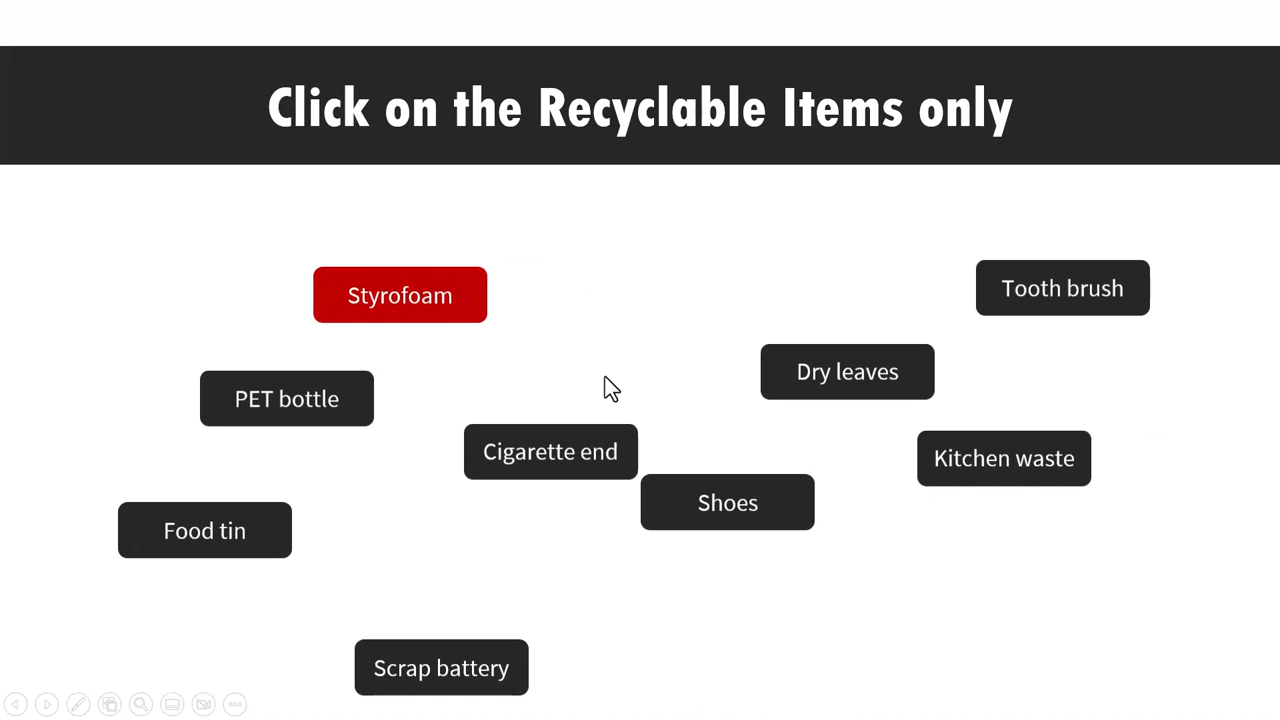 Click on the Recyclable Items only
Styrofoam
Tooth brush
Dry leaves
PET bottle
Cigarette end
Kitchen waste
Shoes
Food tin
Scrap battery